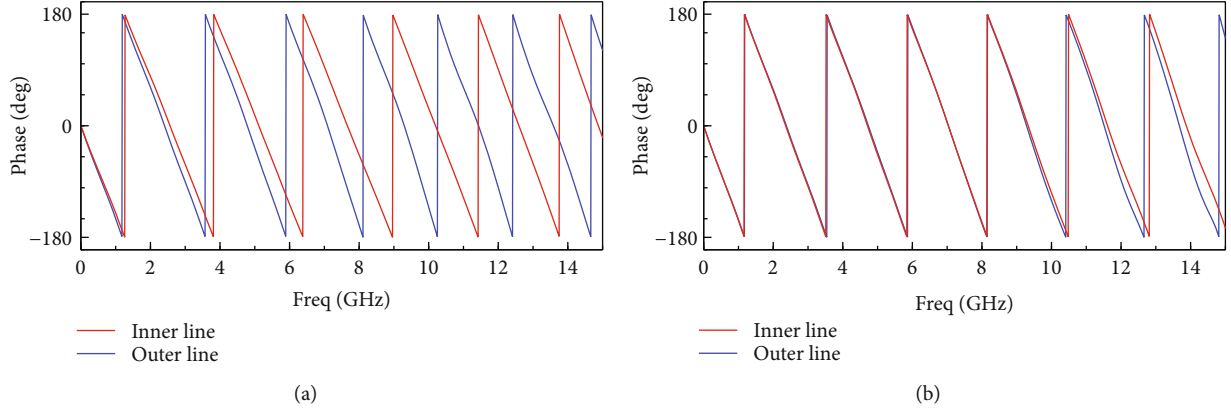 180
0
−180
Phase (deg)
0 2 4 6 8 10 12 14
Freq (GHz)
Inner line
Outer line
(a)
180
0
−180
Phase (deg)
0 2 4 6 8 10 12 14
Freq (GHz)
Inner line
Outer line
(b)